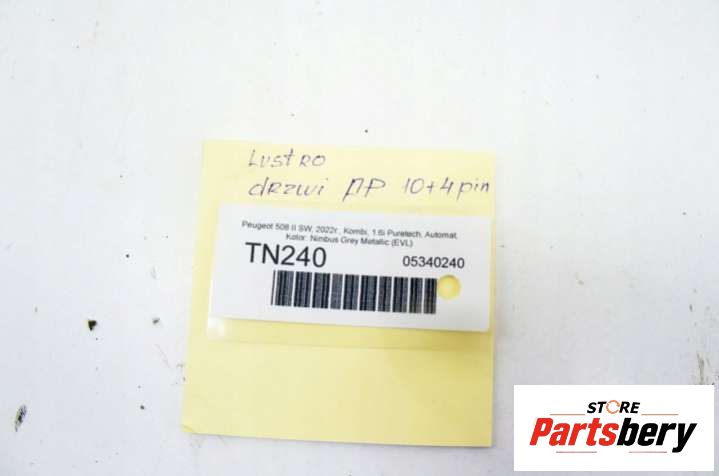 Lustro
drzwi ПР 10+4pin
Peugeot 508 II SW, 2022r., Kombi, 1.6i Puretech, Automat,
Kolor: Nimbus Grey Metallic (EVL)
TN240 05340240
STORE
Partsbery